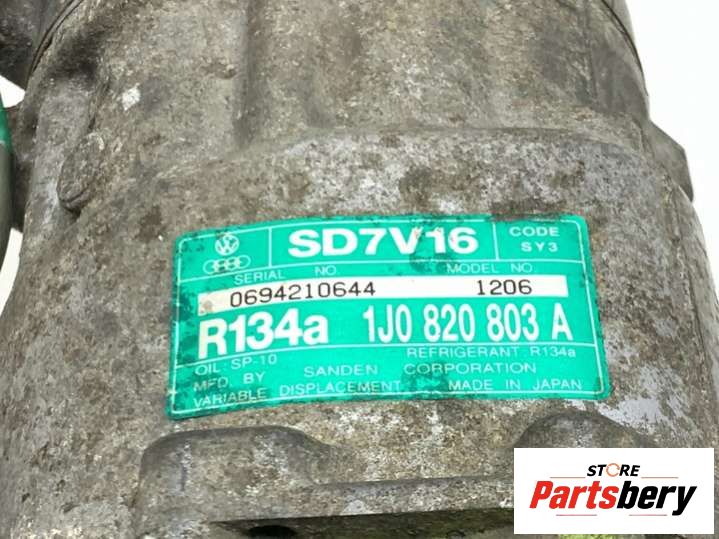 SD7V16
CODE
SY3
SERIAL NO.
MODEL NO.
0694210644
1206
R134a 1J0 820 803 A
OIL: SP-10
REFRIGERANT: R134a
MFD. BY SANDEN CORPORATION
VARIABLE DISPLACEMENT MADE IN JAPAN
STORE
Partsbery